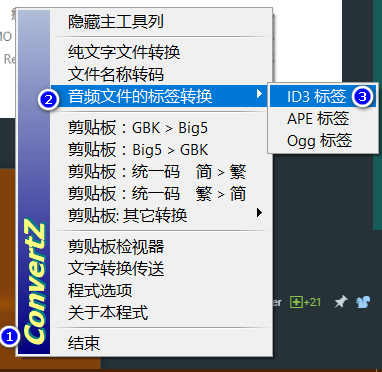 MO
Re
隐藏主工具列
纯文字文件转换
文件名称转码
② 音频文件的标签转换
ID3 标签 ③
APE 标签
Ogg 标签
剪贴板：GBK > Big5
剪贴板：Big5 > GBK
剪贴板：统一码 简 > 繁
剪贴板：统一码 繁 > 简
剪贴板: 其它转换
剪贴板检视器
文字转换传送
程式选项
关于本程式
结束
① ConvertZ
er +21